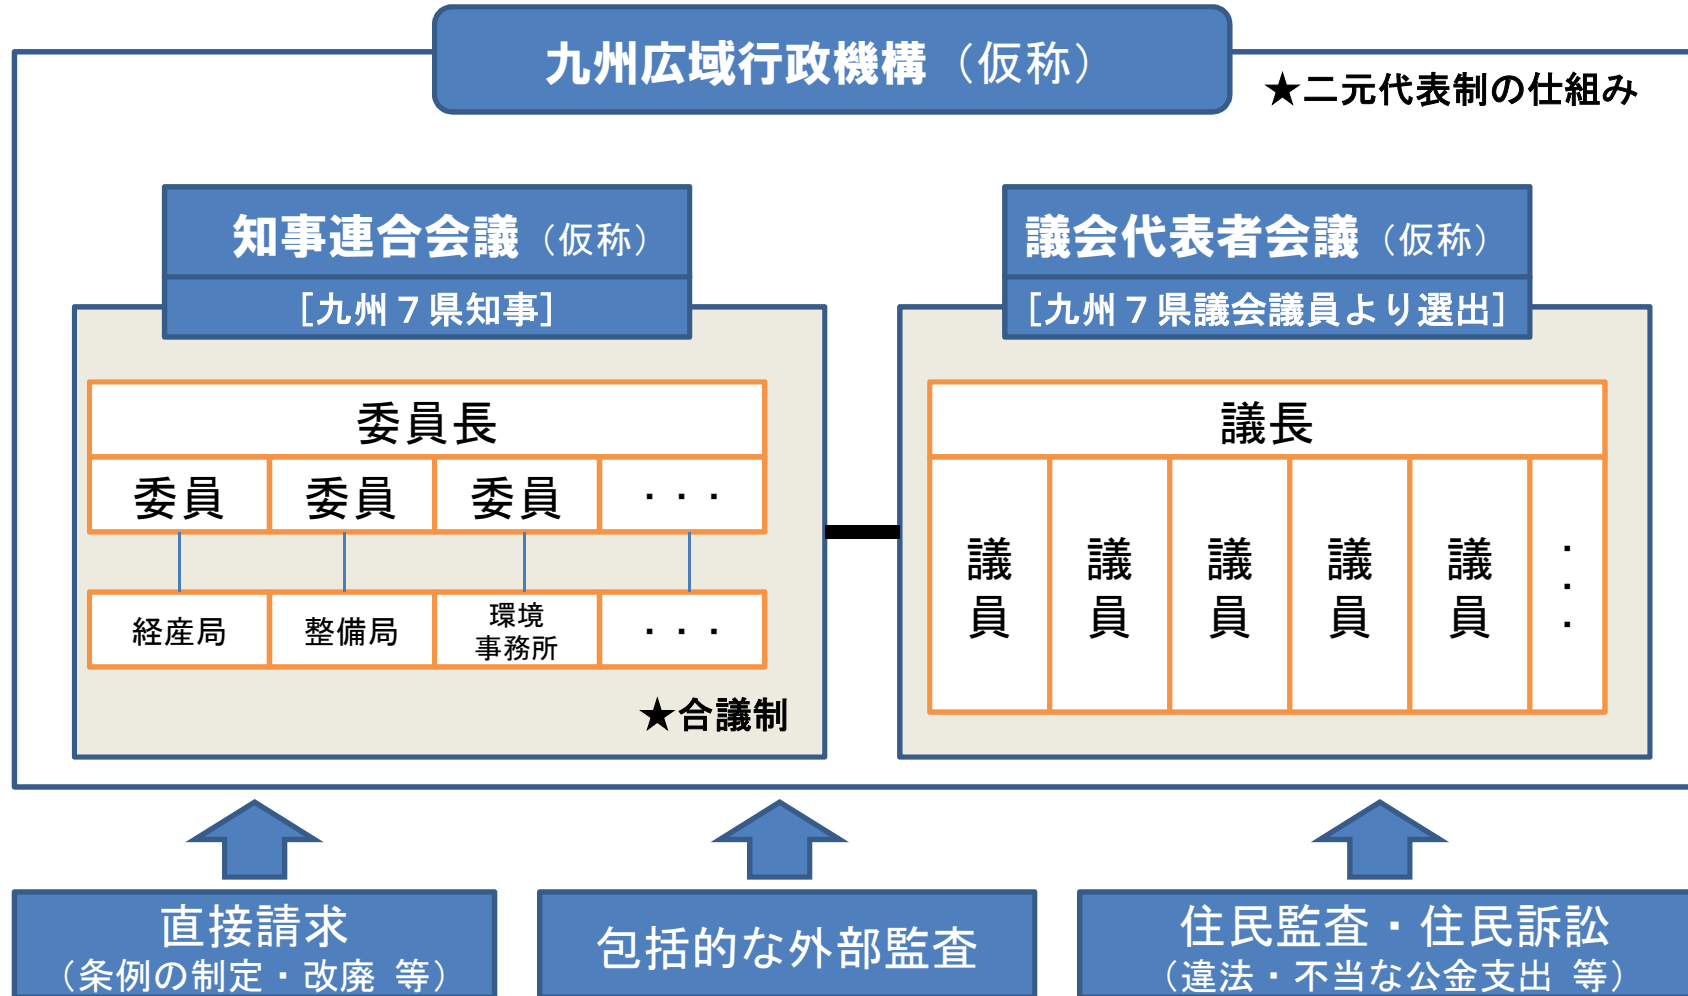 九州広域行政機構（仮称）
★二元代表制の仕組み
知事連合会議（仮称）
［九州７県知事］
委員長
委員 委員 委員 ・・・
経産局 整備局 環境事務所 ・・・
★合議制
議会代表者会議（仮称）
［九州７県議会議員より選出］
議長
議員 議員 議員 議員 議員 ・・・
直接請求
（条例の制定・改廃 等）
包括的な外部監査
住民監査・住民訴訟
（違法・不当な公金支出 等）